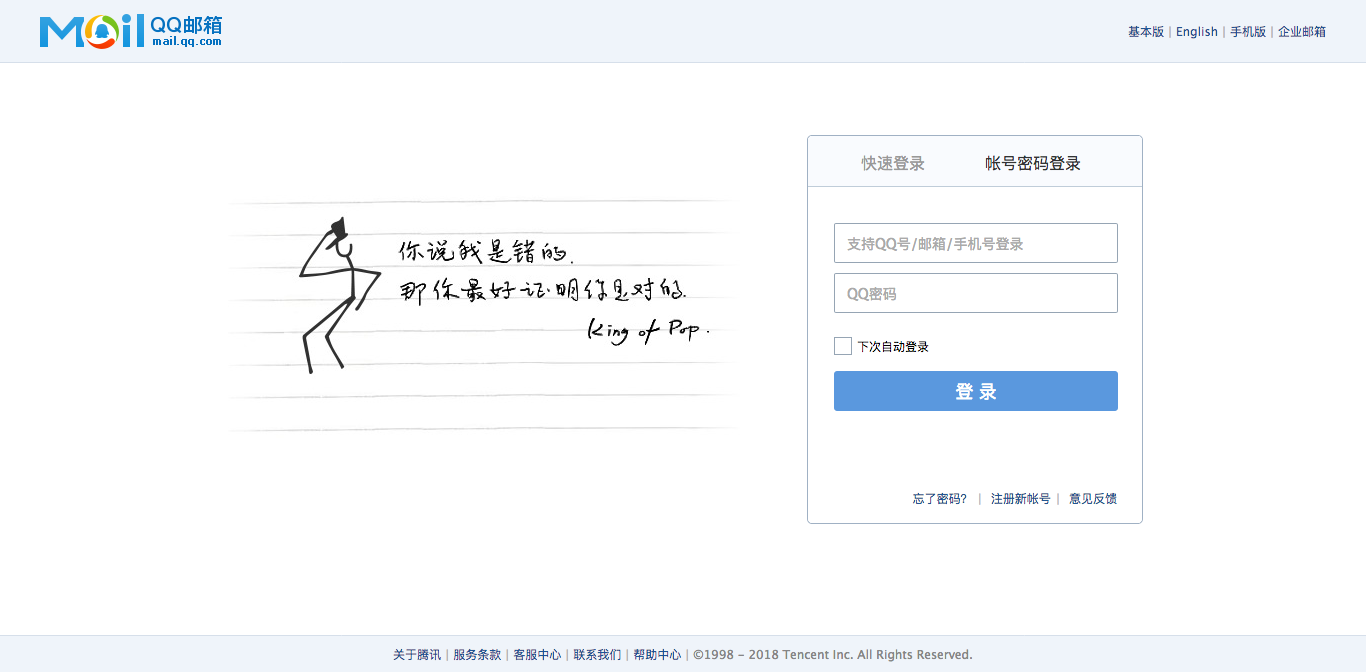 Mail QQ邮箱
mail.qq.com
基本版 | English | 手机版 | 企业邮箱
快速登录 帐号密码登录
支持QQ号/邮箱/手机号登录
QQ密码
下次自动登录
登 录
忘了密码? | 注册新帐号 | 意见反馈
你说我是错的.
那你最好证明你是对的.
King of Pop.
关于腾讯 | 服务条款 | 客服中心 | 联系我们 | 帮助中心 | ©1998 - 2018 Tencent Inc. All Rights Reserved.